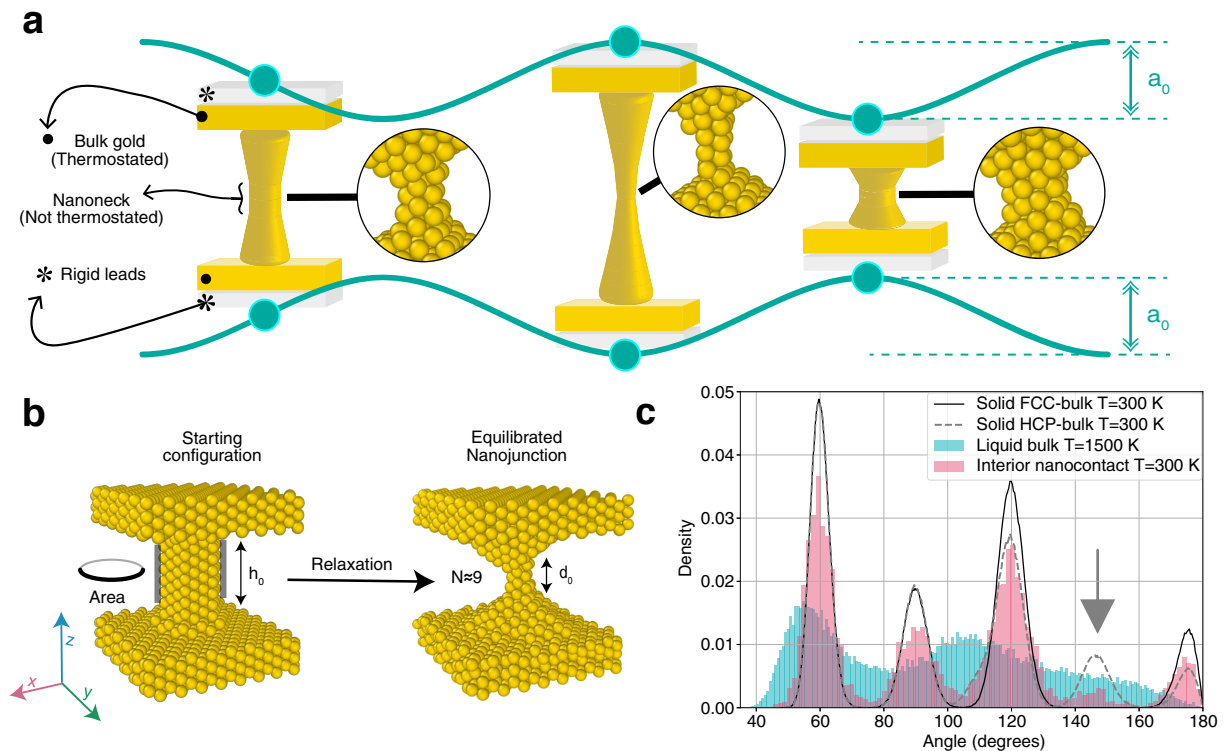 a
a₀
Bulk gold
(Thermostated)
Nanoneck
(Not thermostated)
* Rigid leads
*
*
a₀
b
Starting
configuration
Equilibrated
Nanojunction
h₀
Relaxation
N≈9
d₀
Area
z
x
y
c
0.05
0.04
0.03
0.02
0.01
0.00
Density
Solid FCC-bulk T=300 K
Solid HCP-bulk T=300 K
Liquid bulk T=1500 K
Interior nanocontact T=300 K
40
60
80
100
120
140
160
180
Angle (degrees)